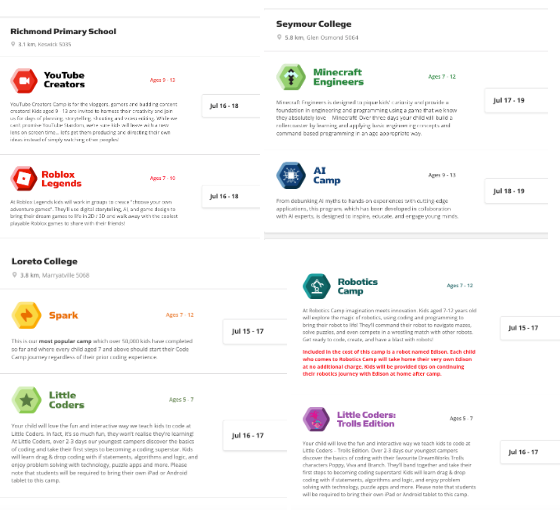 Richmond Primary School
3.1 km, Keswick 5035
YouTube
Creators
Ages 9 - 13
Jul 16 - 18
YouTube Creators Camp is for the vloggers, gamers and budding content
creators! Kids aged 9 - 13 are invited to harness their creativity and join
us for days of planning, storytelling, shooting and video editing. While we
can't promise YouTube Stardom, we're sure kids will leave with a new
lens on screen time... let's get them producing and directing their own
ideas instead of simply watching other peoples'!
Roblox
Legends
Ages 7 - 10
Jul 16 - 18
At Roblox Legends kids will work in groups to create "choose your own
adventure games". They'll use digital storytelling, AI, and game design to
bring their dream games to life in 2D / 3D and walk away with the coolest
playable Roblox games to share with their friends!
Seymour College
5.8 km, Glen Osmond 5064
Minecraft
Engineers
Ages 7 - 12
Jul 17 - 19
Minecraft Engineers is designed to pique kids' curiosity and provide a
foundation in engineering and programming using a game that we know
they absolutely love - Minecraft! Over three days your child will build a
rollercoaster by learning and applying basic engineering concepts and
command-based programming in an age appropriate way.
AI
Camp
Ages 9 - 13
Jul 18 - 19
From debunking AI myths to hands on experiences with cutting-edge
applications, this program which has been developed in collaboration
with AI experts, is designed to inspire, educate, and engage young minds.
Loreto College
3.8 km, Marryatville 5068
Spark
Ages 7 - 12
Jul 15 - 17
This is our most popular camp which over 50,000 kids have completed
so far and where every child aged 7 and above should start their Code
Camp journey regardless of their prior coding experience.
Little
Coders
Ages 5 - 7
Jul 16 - 17
Your child will love the fun and interactive way we teach kids to code at
Little Coders. In fact, it's so much fun, they won't realise they're learning!
At Little Coders, over 2-3 days our youngest campers discover the basics
of coding and take their first steps to becoming a coding superstar. Kids
will learn drag & drop coding with if statements, algorithms and logic, and
enjoy problem solving with technology, puzzle apps and more. Please
note that students will be required to bring their own iPad or Android
tablet to this camp.
Robotics
Camp
Ages 7 - 12
Jul 15 - 17
At Robotics Camp imagination meets innovation. Kids aged 7-12 years old
will explore the magic of robotics, using coding and programming to
bring their robot to life! They'll command their robot to navigate mazes,
solve puzzles, and even compete in a wrestling match with other robots.
Get ready to code, create, and have a blast with robots!
Included in the cost of this camp is a robot named Edison. Each child
who comes to Robotics Camp will take home their very own Edison
at no additional charge. Kids will be provided tips on continuing
their robotics journey with Edison at home after camp.
Little Coders:
Trolls Edition
Ages 5 - 7
Jul 16 - 17
Your child will love the fun and interactive way we teach kids to code at
Little Coders - Trolls Edition. Over 2-3 days our youngest campers discover
the basics of coding with their favourite DreamWorks Trolls
characters Poppy, Viva and Branch. They'll band together and take their
first steps to becoming a coding superstar! Kids will learn drag & drop
coding with if statements, algorithms and logic, and enjoy problem
solving with technology, puzzle apps and more. Please note that students
will be required to bring their own iPad or Android tablet to this camp.